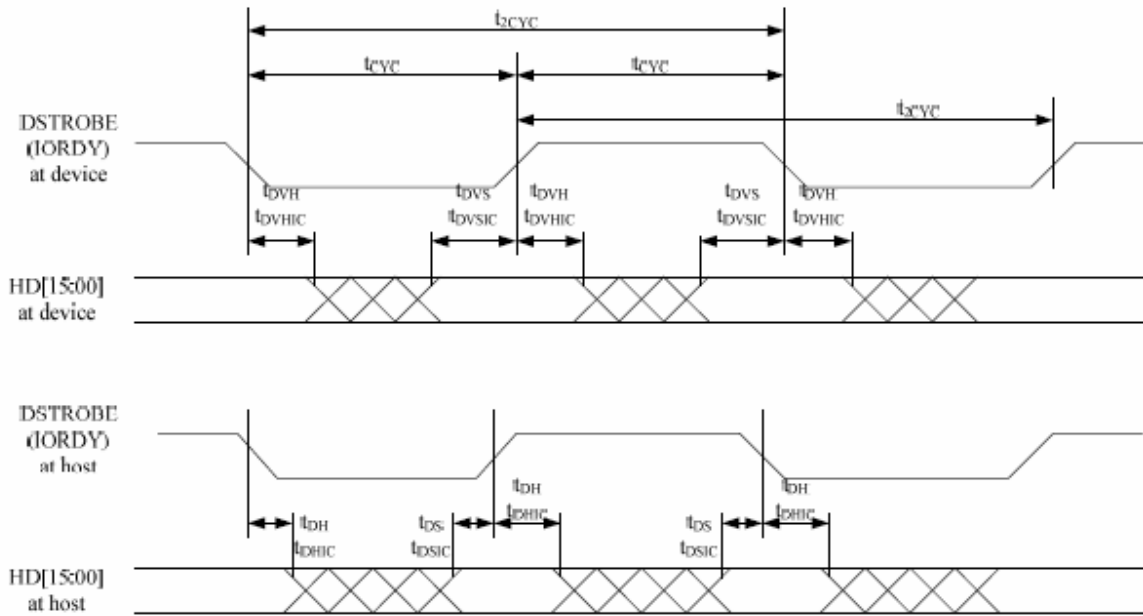 t2CYC
tCYC tCYC
t2CYC
DSTROBE
(IORDY)
at device
tDVH tDVS tDVH tDVS tDVH
tDVHIC tDVSIC tDVHIC tDVSIC tDVHIC
HD[15:00]
at device
DSTROBE
(IORDY)
at host
tDH tDH
tDH tDS tDHIC tDS tDHIC
tDHIC tDSIC tDSIC
HD[15:00]
at host